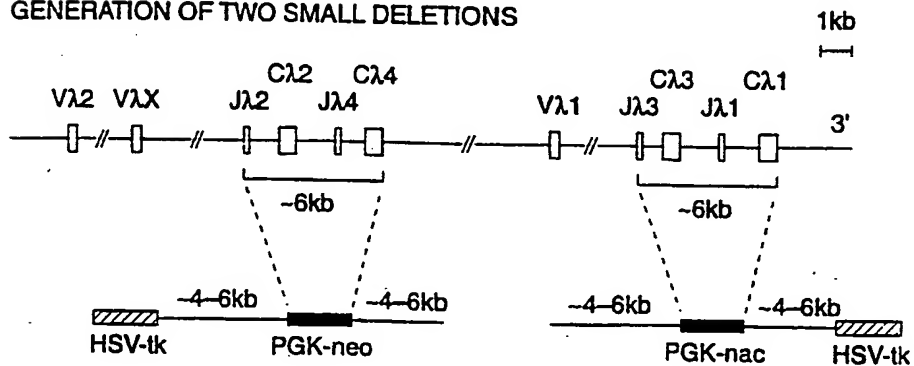 GENERATION OF TWO SMALL DELETIONS
1kb
Cλ2 Cλ4 Cλ3 Cλ1
Vλ2 VλX Jλ2 Jλ4 Vλ1 Jλ3 Jλ1
3'
~6kb ~6kb
~4–6kb ~4–6kb ~4–6kb ~4–6kb
HSV-tk PGK-neo PGK-nac HSV-tk